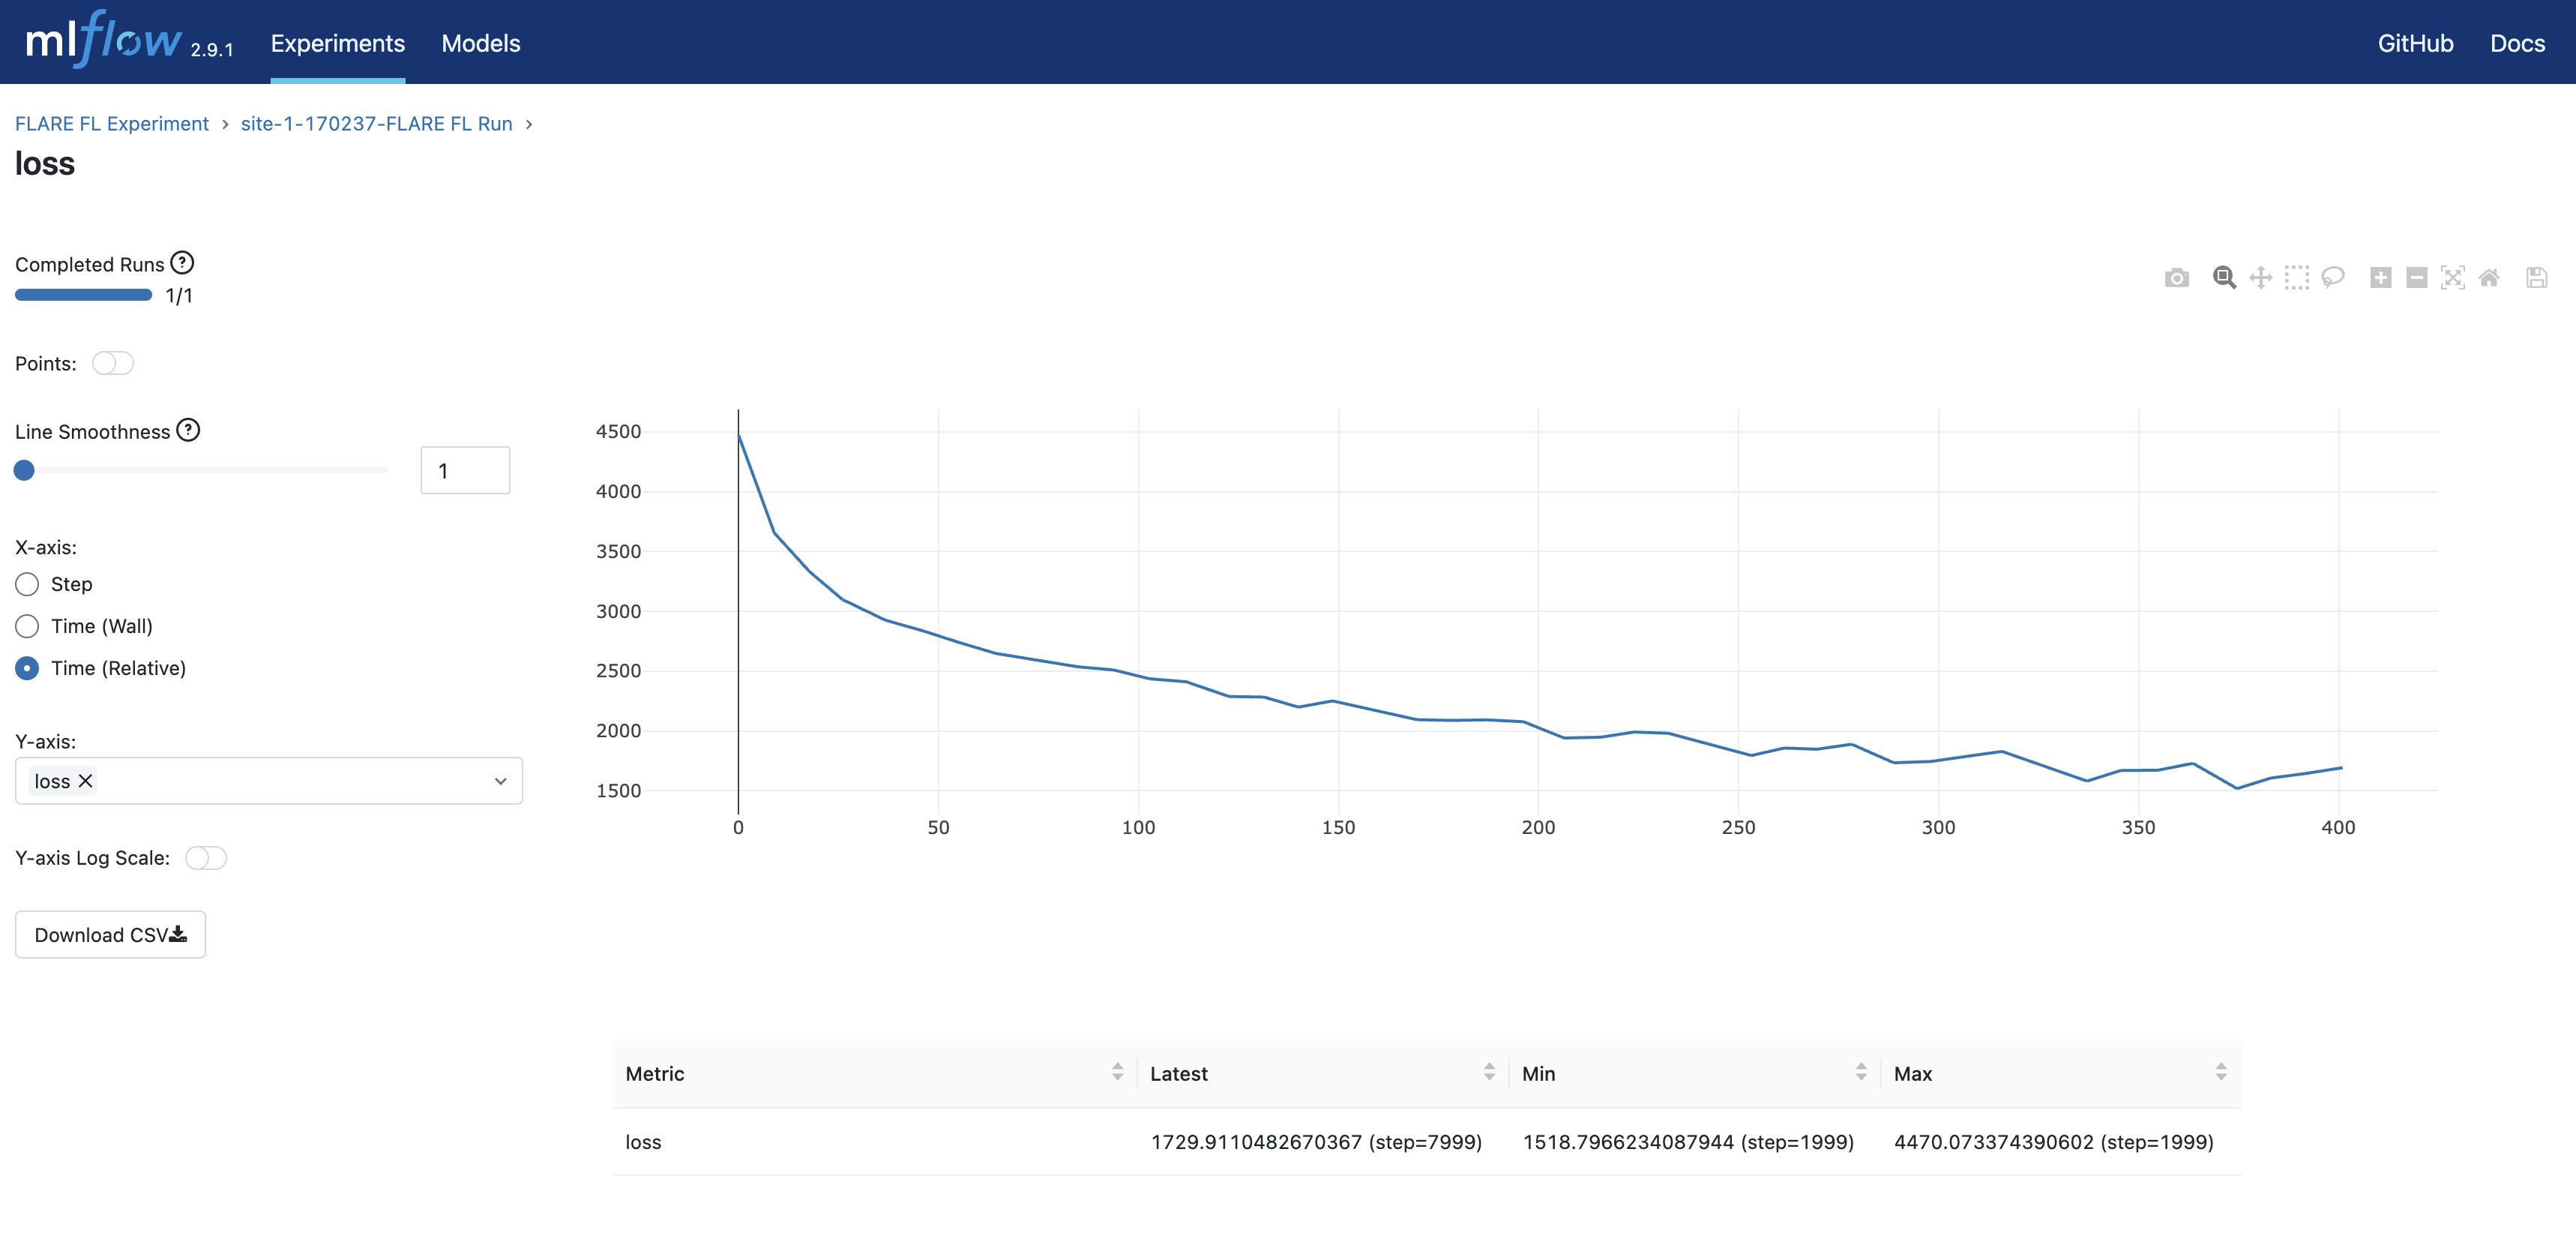 mlflow 2.9.1 Experiments Models GitHub Docs
FLARE FL Experiment › site-1-170237-FLARE FL Run ›
loss
Completed Runs ?
1/1
Points:
Line Smoothness ?
1
X-axis:
Step
Time (Wall)
Time (Relative)
Y-axis:
loss
Y-axis Log Scale:
Download CSV
4500
4000
3500
3000
2500
2000
1500
0 50 100 150 200 250 300 350 400
Metric Latest Min Max
loss 1729.9110482670367 (step=7999) 1518.7966234087944 (step=1999) 4470.073374390602 (step=1999)